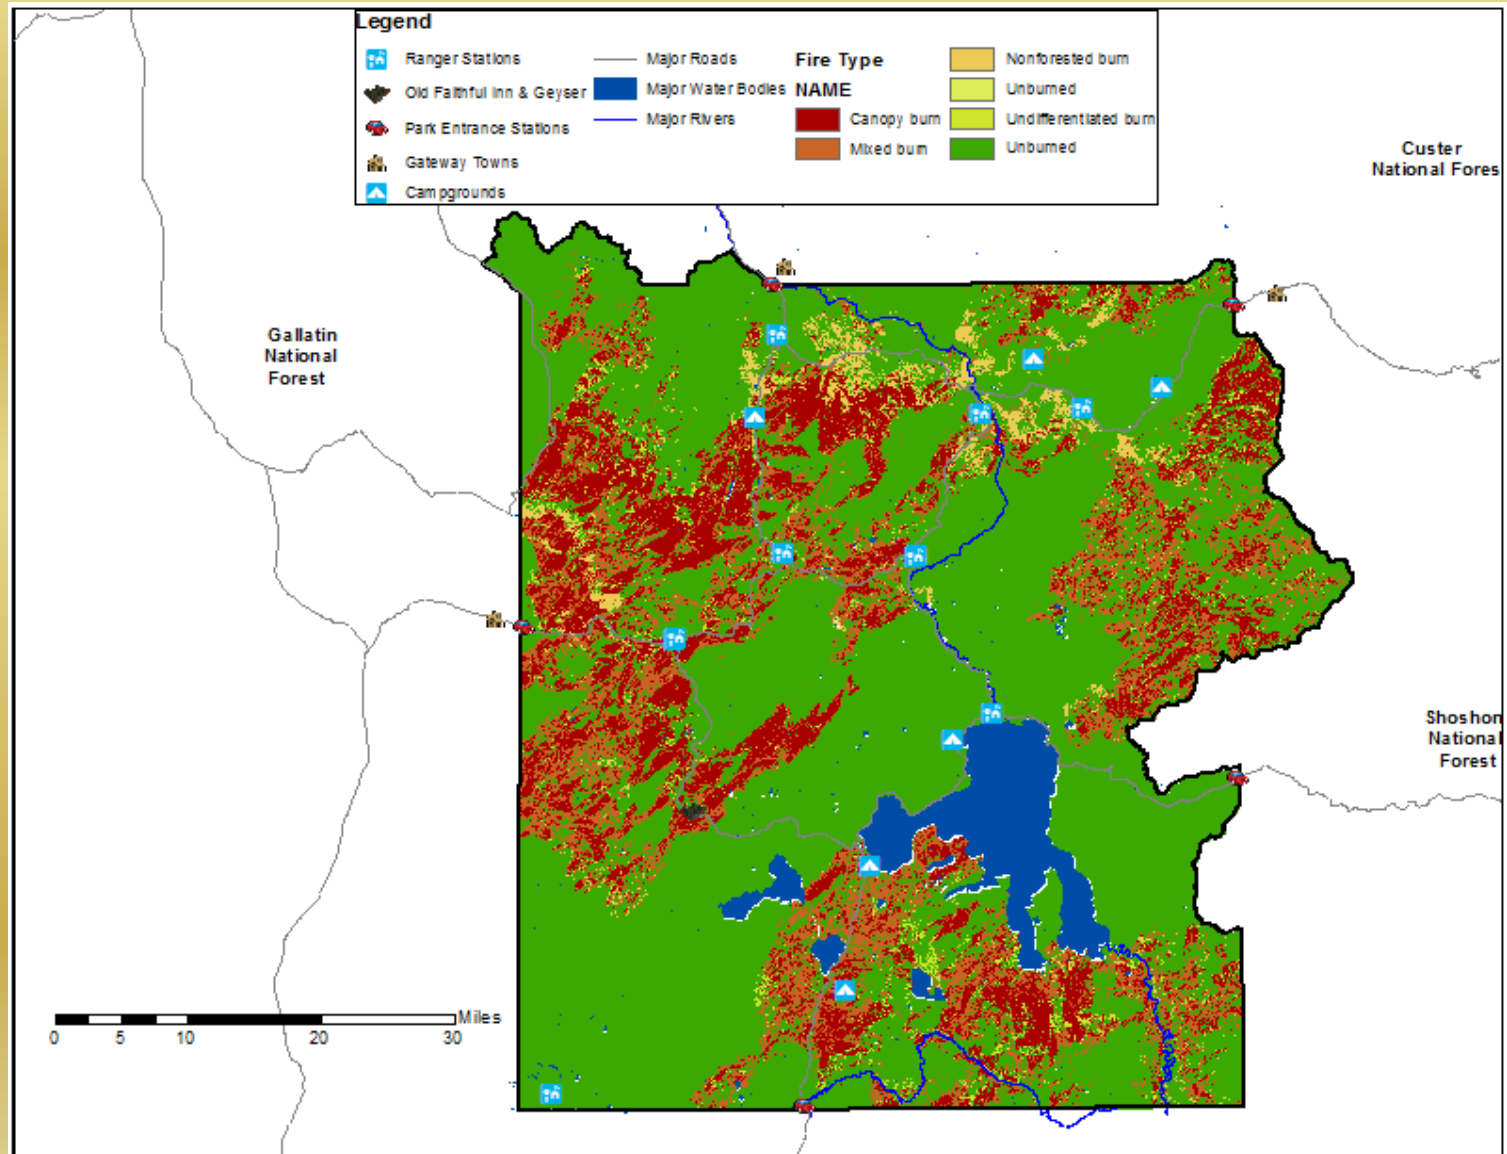 Legend
Ranger Stations
Old Faithful Inn & Geyser
Park Entrance Stations
Gateway Towns
Campgrounds
Major Roads
Major Water Bodies
Major Rivers
Fire Type
NAME
Canopy burn
Mixed burn
Nonforested burn
Unburned
Undifferentiated burn
Unburned
Custer
National Fores
Gallatin
National
Forest
Shoshon
National
Forest
Miles
0 5 10 20 30